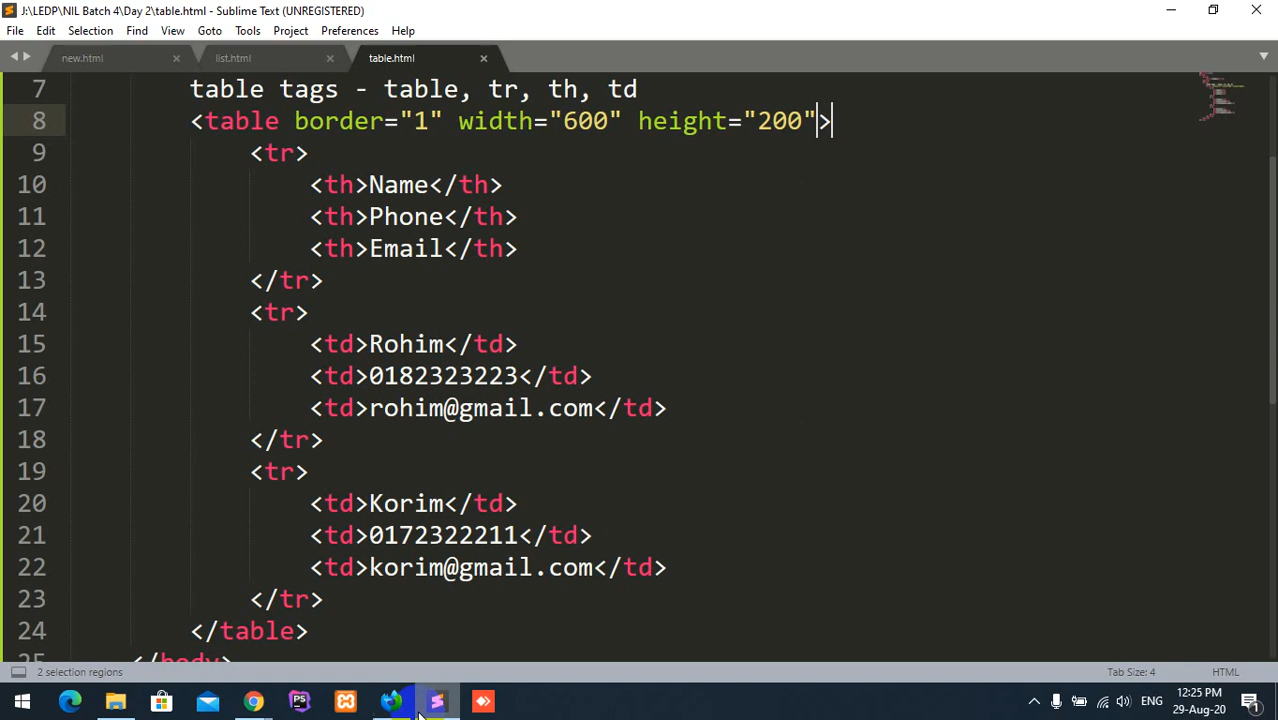 J:\LEDP\NIL Batch 4\Day 2\table.html - Sublime Text (UNREGISTERED)
File Edit Selection Find View Goto Tools Project Preferences Help
new.html list.html table.html
7 table tags - table, tr, th, td
8 <table border="1" width="600" height="200">
9 <tr>
10 <th>Name</th>
11 <th>Phone</th>
12 <th>Email</th>
13 </tr>
14 <tr>
15 <td>Rohim</td>
16 <td>0182323223</td>
17 <td>rohim@gmail.com</td>
18 </tr>
19 <tr>
20 <td>Korim</td>
21 <td>0172322211</td>
22 <td>korim@gmail.com</td>
23 </tr>
24 </table>
25 </body>
2 selection regions Tab Size: 4 HTML
PS
ENG 12:25 PM
29-Aug-20 1